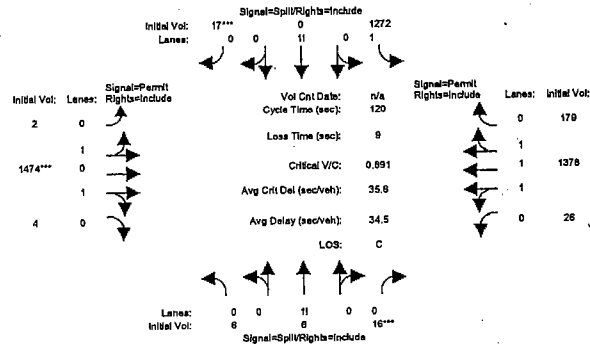 Signal=Split/Rights=Include
Initial Vol: 17*** 0 1272
Lanes: 0 0 1! 0 1
Signal=Permit
Rights=Include
Initial Vol: Lanes:
2 0
1
1474*** 0
1
4 0
Vol Cnt Date: n/a
Cycle Time (sec): 120
Loss Time (sec): 9
Critical V/C: 0.891
Avg Crit Del (sec/veh): 35.8
Avg Delay (sec/veh): 34.5
LOS: C
Signal=Permit
Rights=Include
Lanes: Initial Vol:
0 179
1
1 1378
1
0 26
Lanes: 0 0 1! 0 0
Initial Vol: 6 6 16***
Signal=Split/Rights=Include